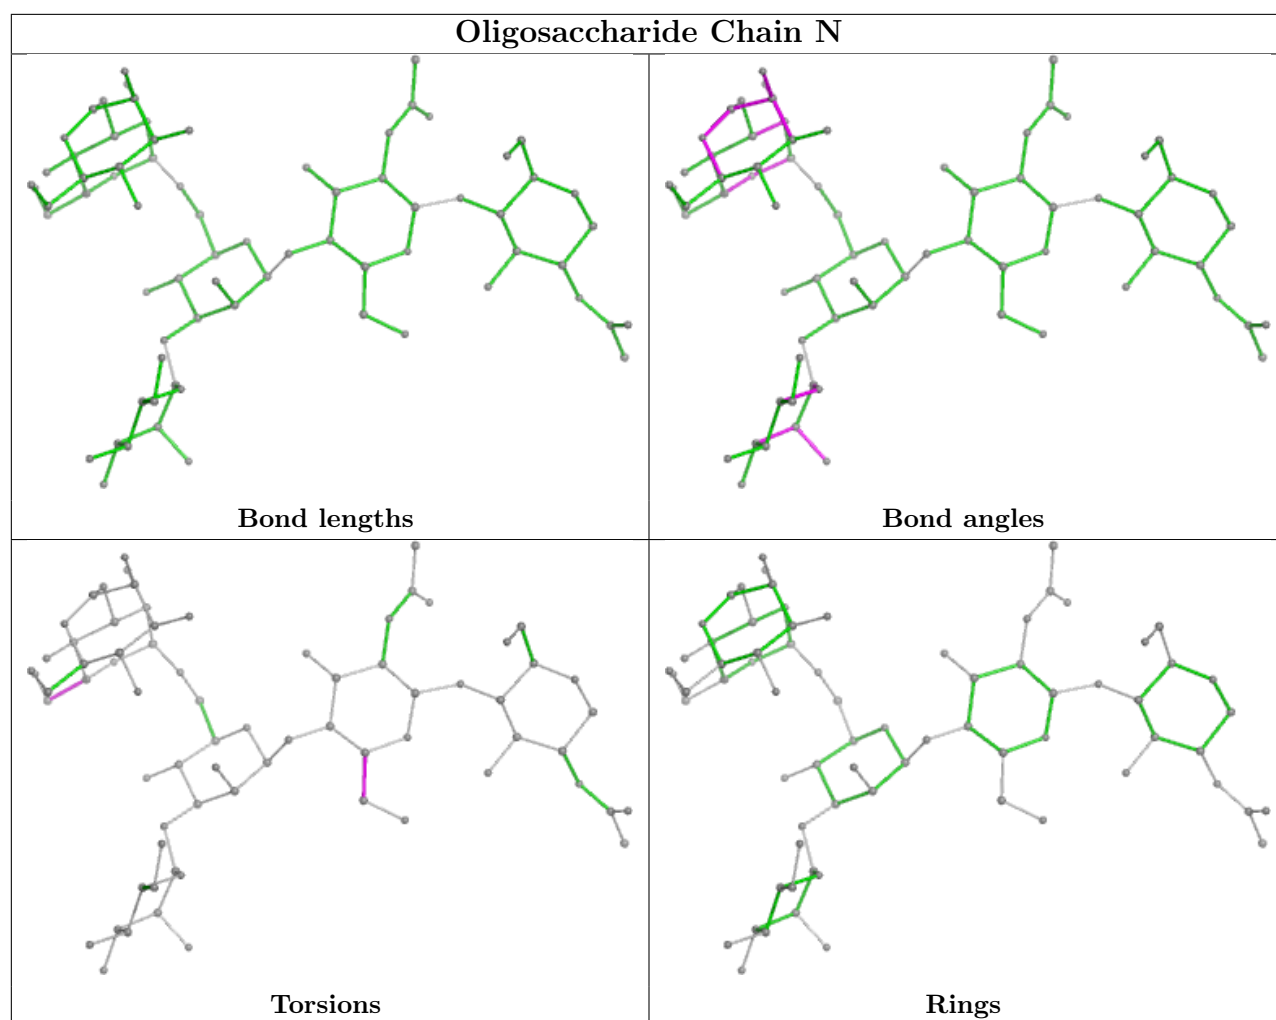 Oligosaccharide Chain N
Bond lengths
Bond angles
Torsions
Rings